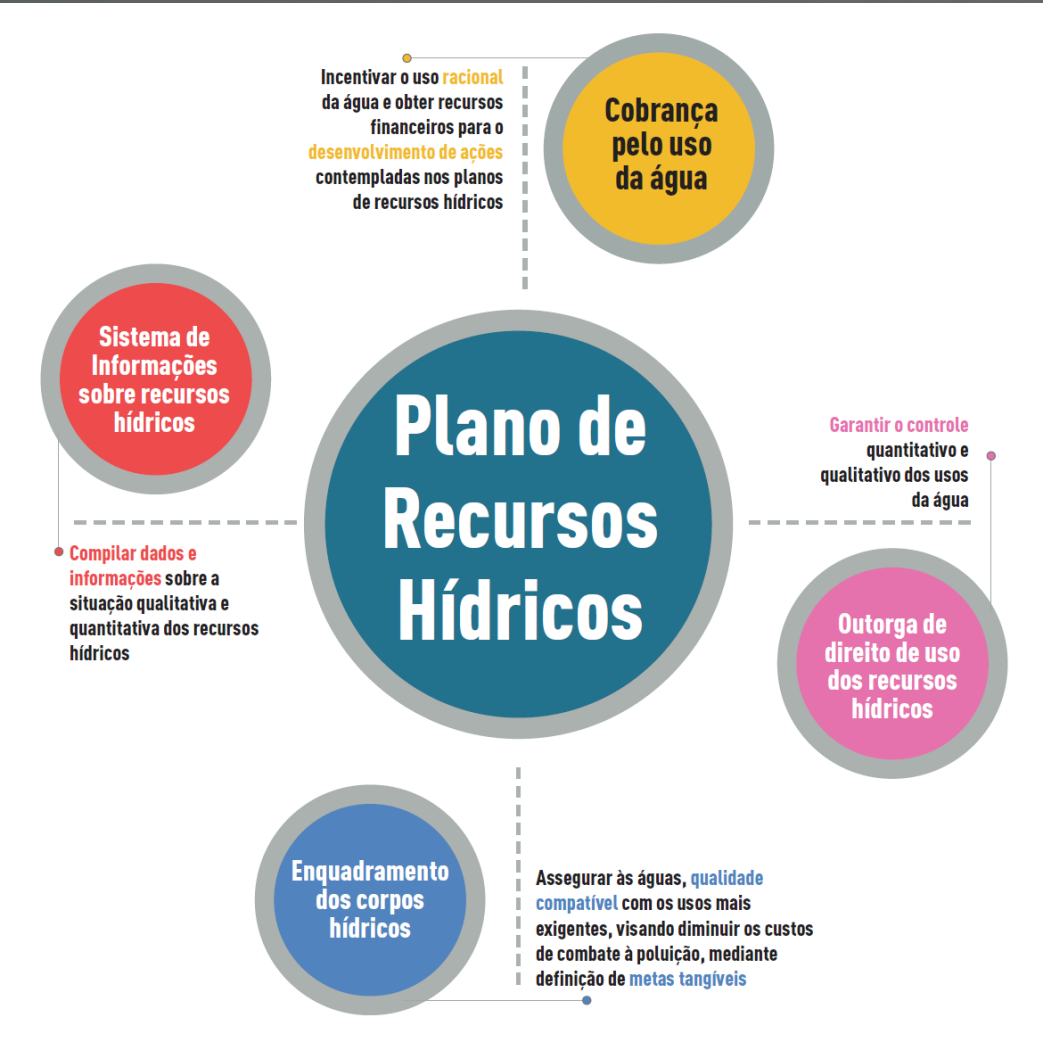 Incentivar o uso racional
da água e obter recursos
financeiros para o
desenvolvimento de ações
contempladas nos planos
de recursos hídricos
Cobrança
pelo uso
da água
Sistema de
Informações
sobre recursos
hídricos
Compilar dados e
informações sobre a
situação qualitativa e
quantitativa dos recursos
hídricos
Plano de
Recursos
Hídricos
Garantir o controle
quantitativo e
qualitativo dos usos
da água
Outorga de
direito de uso
dos recursos
hídricos
Enquadramento
dos corpos
hídricos
Assegurar às águas, qualidade
compatível com os usos mais
exigentes, visando diminuir os custos
de combate à poluição, mediante
definição de metas tangíveis